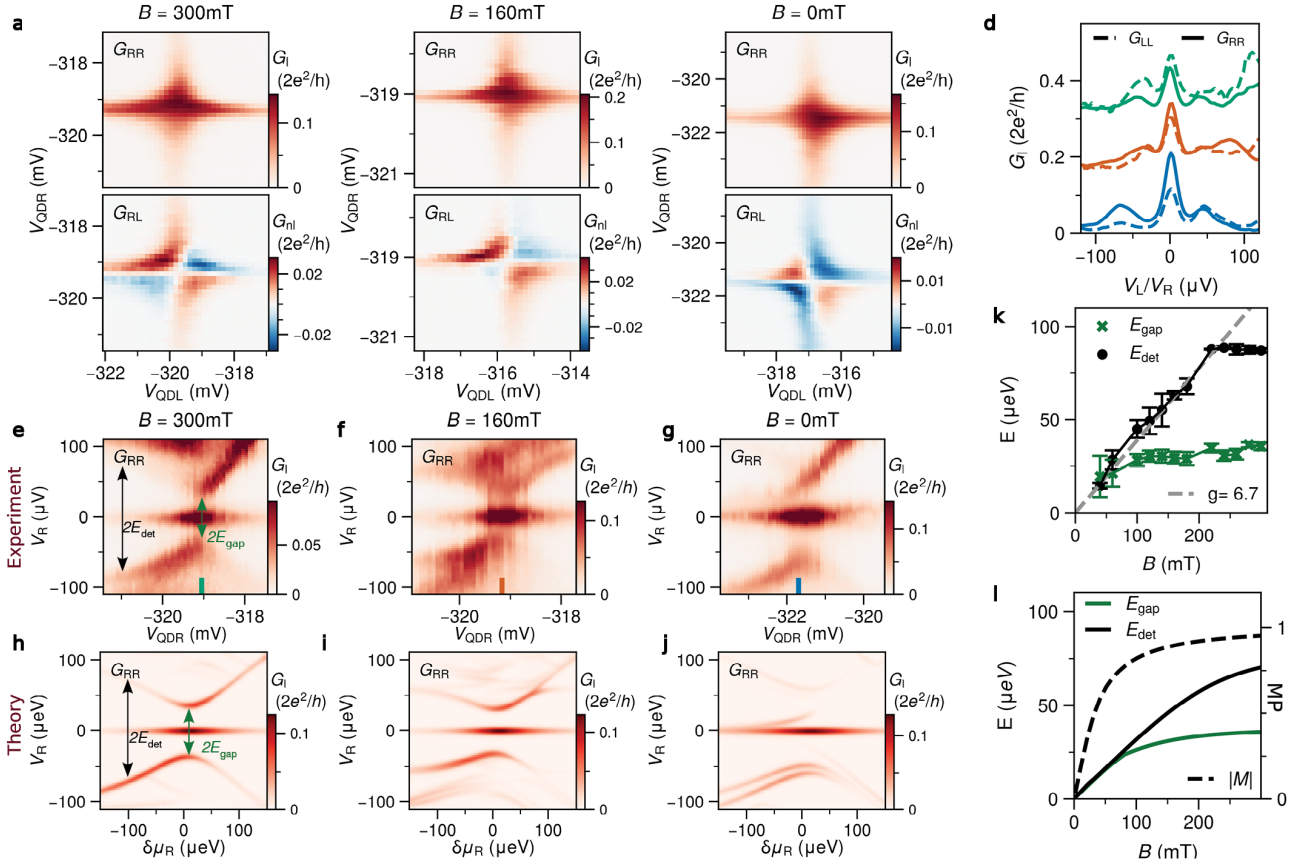 a
B = 300mT
B = 160mT
B = 0mT
G_RR
G_l
(2e²/h)
−318
−320
0.1
0
G_RR
G_l
(2e²/h)
−319
−321
0.2
0.1
0
G_RR
G_l
(2e²/h)
−320
−322
0.1
0
V_QDR (mV)
V_QDR (mV)
V_QDR (mV)
G_RL
G_nl
(2e²/h)
−318
−320
0.02
−0.02
−322
−320
−318
V_QDL (mV)
G_RL
G_nl
(2e²/h)
−319
−321
0.02
−0.02
−318
−316
−314
V_QDL (mV)
G_RL
G_nl
(2e²/h)
−320
−322
0.01
−0.01
−318
−316
V_QDL (mV)
d
G_LL
G_RR
G_l (2e²/h)
0.4
0.2
0
−100
0
100
V_L/V_R (µV)
Experiment
e
B = 300mT
G_RR
G_l
(2e²/h)
V_R (µV)
100
0
−100
2E_det
2E_gap
0.05
0
−320
−318
V_QDR (mV)
f
B = 160mT
G_RR
G_l
(2e²/h)
V_R (µV)
100
0
−100
0.1
0
−320
−318
V_QDR (mV)
g
B = 0mT
G_RR
G_l
(2e²/h)
V_R (µV)
100
0
−100
0.1
0
−322
−320
V_QDR (mV)
k
E_gap
E_det
g= 6.7
E (µeV)
100
50
0
0
100
200
B (mT)
Theory
h
G_RR
G_l
(2e²/h)
V_R (µeV)
100
0
−100
2E_det
2E_gap
0.1
0
−100
0
100
δµ_R (µeV)
i
G_RR
G_l
(2e²/h)
V_R (µeV)
100
0
−100
0.1
0
−100
0
100
δµ_R (µeV)
j
G_RR
G_l
(2e²/h)
V_R (µeV)
100
0
−100
0.1
0
−100
0
100
δµ_R (µeV)
l
E_gap
E_det
|M|
E (µeV)
100
50
0
1
0
MP
0
100
200
B (mT)